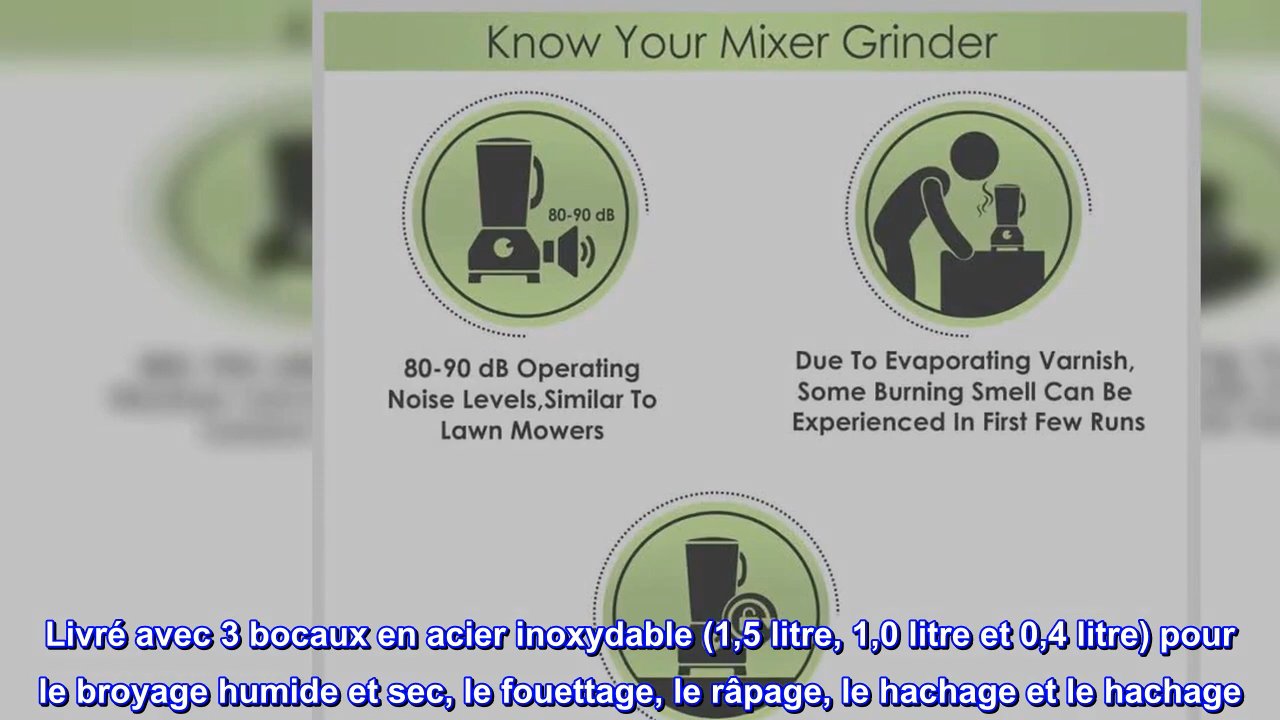 Know Your Mixer Grinder
80-90 dB
80-90 dB Operating
Noise Levels,Similar To
Lawn Mowers
Due To Evaporating Varnish,
Some Burning Smell Can Be
Experienced In First Few Runs
Livré avec 3 bocaux en acier inoxydable (1,5 litre, 1,0 litre et 0,4 litre) pour
le broyage humide et sec, le fouettage, le râpage, le hachage et le hachage